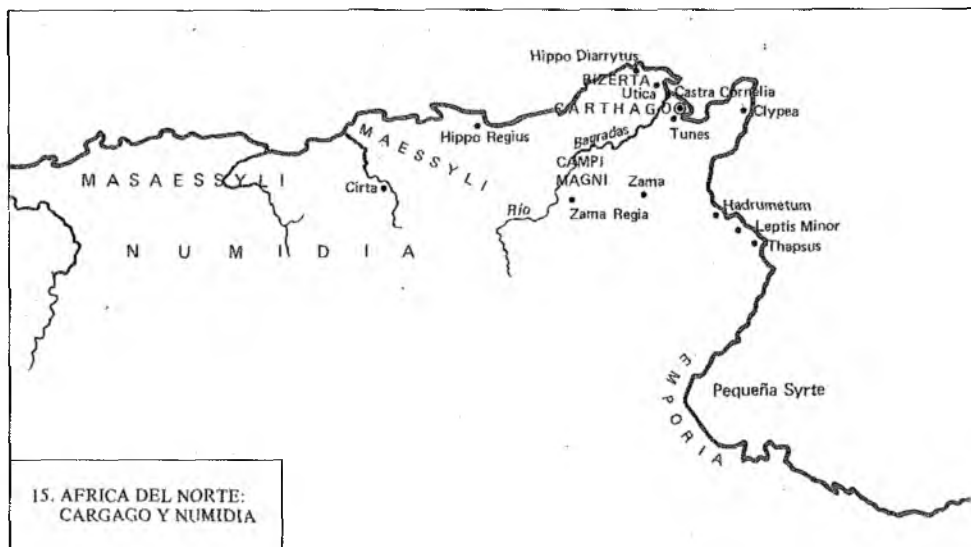 Hippo Diarrytus
BIZERTA
Utica
Castra Cornelia
CARTHAGO
Clypea
Tunes
Hippo Regius
MAESSYLI
Bagradas
MASAESSYLI
Cirta
CAMPI
MAGNI
Zama
Río
Zama Regia
Hadrumetum
Leptis Minor
Thapsus
NUMIDIA
EMPORIA
Pequeña Syrte
15. AFRICA DEL NORTE:
CARGAGO Y NUMIDIA